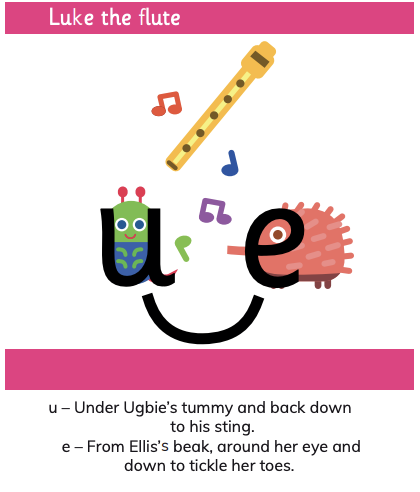 Luke the flute
u e
u – Under Ugbie's tummy and back down
to his sting.
e – From Ellis's beak, around her eye and
down to tickle her toes.